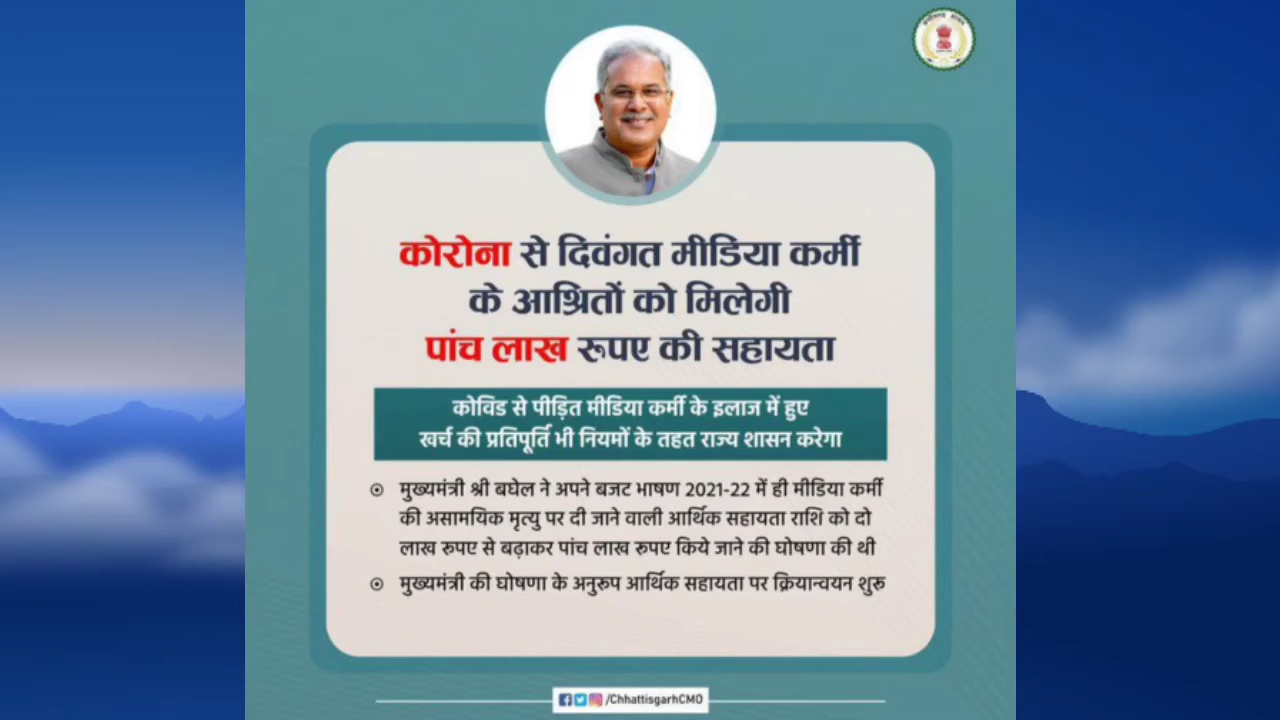 कोरोना से दिवंगत मीडिया कर्मी
के आश्रितों को मिलेगी
पांच लाख रूपए की सहायता
कोविड से पीड़ित मीडिया कर्मी के इलाज में हुए
खर्च की प्रतिपूर्ति भी नियमों के तहत राज्य शासन करेगा
मुख्यमंत्री श्री बघेल ने अपने बजट भाषण 2021-22 में ही मीडिया कर्मी
की असामयिक मृत्यु पर दी जाने वाली आर्थिक सहायता राशि को दो
लाख रूपए से बढ़ाकर पांच लाख रूपए किये जाने की घोषणा की थी
मुख्यमंत्री की घोषणा के अनुरूप आर्थिक सहायता पर क्रियान्वयन शुरू
/ChhattisgarhCMO